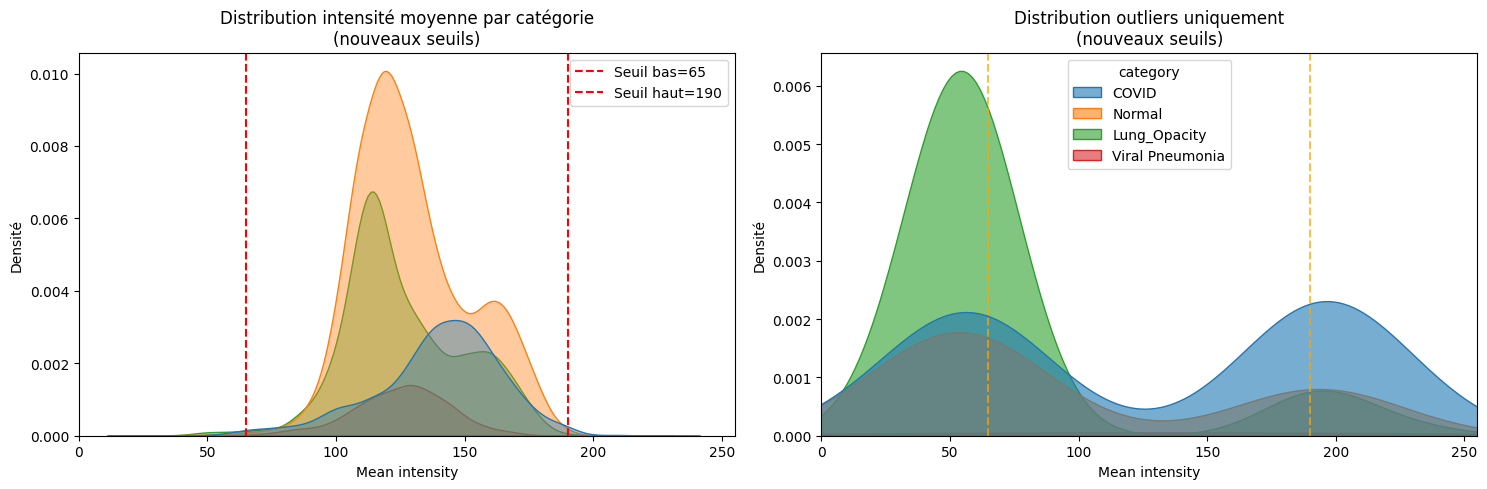 Distribution intensité moyenne par catégorie
(nouveaux seuils)
Seuil bas=65
Seuil haut=190
0.010
0.008
0.006
0.004
0.002
0.000
Densité
0
50
100
150
200
250
Mean intensity
Distribution outliers uniquement
(nouveaux seuils)
category
COVID
Normal
Lung_Opacity
Viral Pneumonia
0.006
0.005
0.004
0.003
0.002
0.001
0.000
Densité
0
50
100
150
200
250
Mean intensity